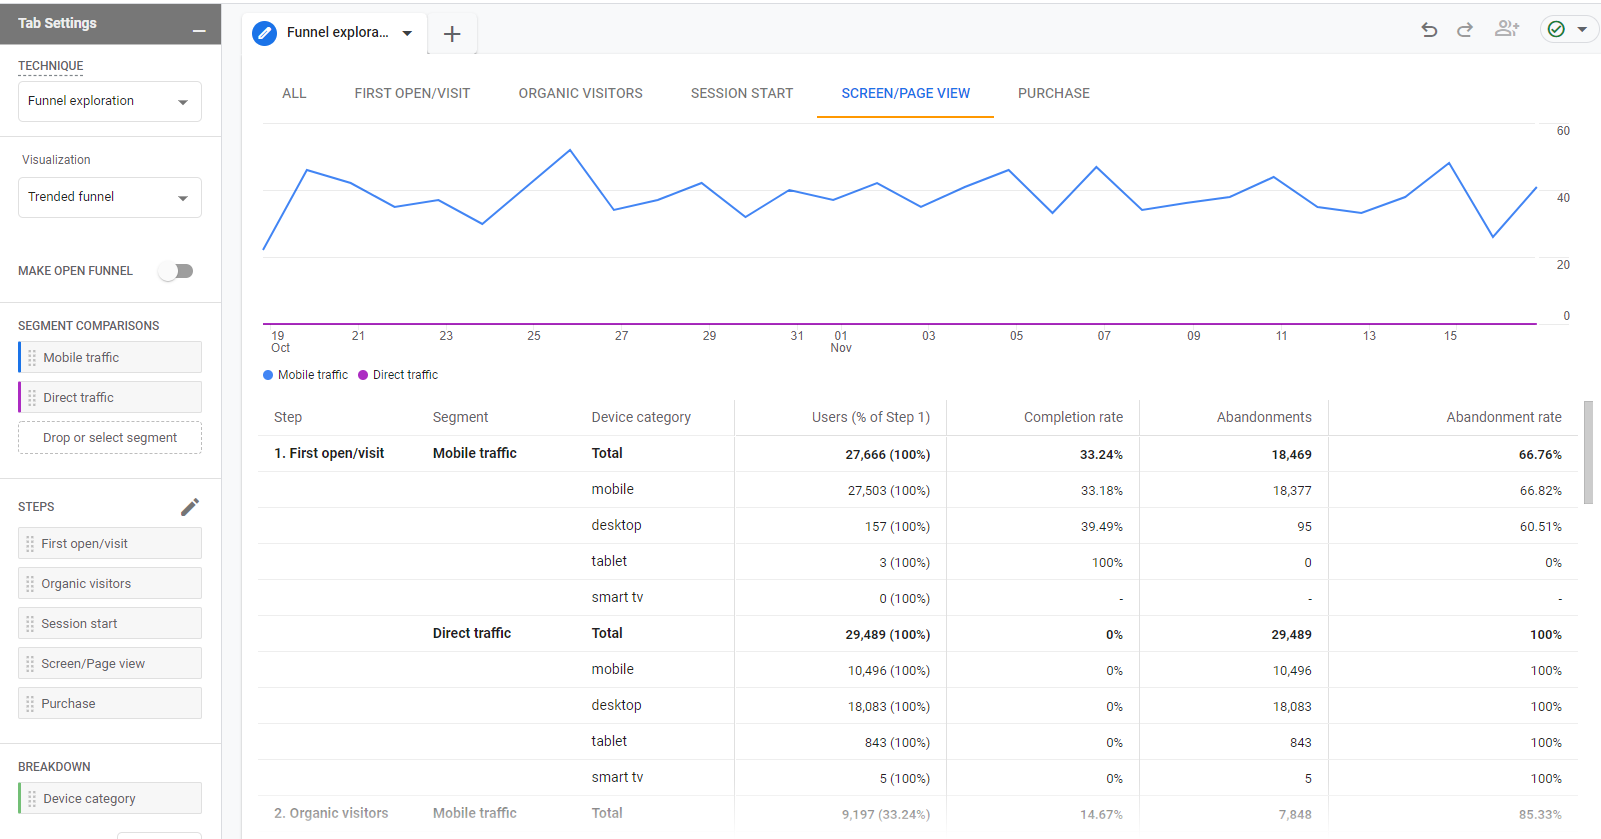 Tab Settings
TECHNIQUE
Funnel exploration
Visualization
Trended funnel
MAKE OPEN FUNNEL
SEGMENT COMPARISONS
Mobile traffic
Direct traffic
Drop or select segment
STEPS
First open/visit
Organic visitors
Session start
Screen/Page view
Purchase
BREAKDOWN
Device category
Funnel explora...
ALL FIRST OPEN/VISIT ORGANIC VISITORS SESSION START SCREEN/PAGE VIEW PURCHASE
60
40
20
0
19 21 23 25 27 29 31 01 03 05 07 09 11 13 15
Oct Nov
Mobile traffic Direct traffic
Step Segment Device category Users (% of Step 1) Completion rate Abandonments Abandonment rate
1. First open/visit Mobile traffic Total 27,666 (100%) 33.24% 18,469 66.76%
mobile 27,503 (100%) 33.18% 18,377 66.82%
desktop 157 (100%) 39.49% 95 60.51%
tablet 3 (100%) 100% 0 0%
smart tv 0 (100%) - - -
Direct traffic Total 29,489 (100%) 0% 29,489 100%
mobile 10,496 (100%) 0% 10,496 100%
desktop 18,083 (100%) 0% 18,083 100%
tablet 843 (100%) 0% 843 100%
smart tv 5 (100%) 0% 5 100%
2. Organic visitors Mobile traffic Total 9,197 (33.24%) 14.67% 7,848 85.33%